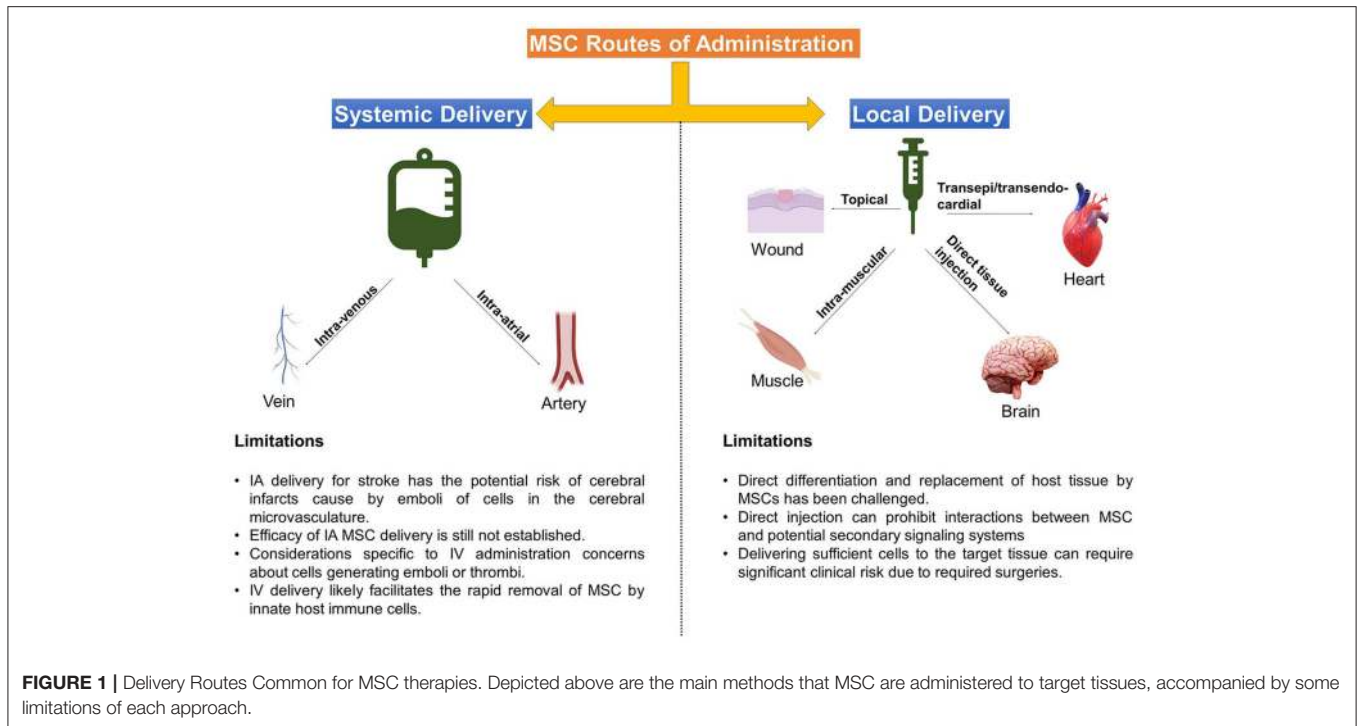 MSC Routes of Administration
Systemic Delivery
Local Delivery
Intra-venous
Intra-atrial
Vein
Artery
Topical
Transepi/transendo-
cardial
Wound
Heart
Intra-muscular
Direct tissue
injection
Muscle
Brain
Limitations
• IA delivery for stroke has the potential risk of cerebral
infarcts cause by emboli of cells in the cerebral
microvasculature.
• Efficacy of IA MSC delivery is still not established.
• Considerations specific to IV administration concerns
about cells generating emboli or thrombi.
• IV delivery likely facilitates the rapid removal of MSC by
innate host immune cells.
Limitations
• Direct differentiation and replacement of host tissue by
MSCs has been challenged.
• Direct injection can prohibit interactions between MSC
and potential secondary signaling systems
• Delivering sufficient cells to the target tissue can require
significant clinical risk due to required surgeries.
FIGURE 1 | Delivery Routes Common for MSC therapies. Depicted above are the main methods that MSC are administered to target tissues, accompanied by some
limitations of each approach.